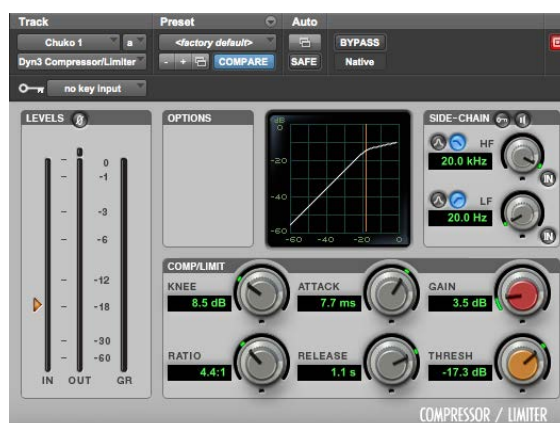 Track
Preset
Auto
Chuko 1
a
<factory default>
BYPASS
Dyn3 Compressor/Limiter
- + COMPARE
SAFE
Native
no key input
LEVELS
OPTIONS
dB
0
-20
-40
-60
-60 -40 -20 0
SIDE-CHAIN
HF
20.0 kHz
IN
LF
20.0 Hz
IN
0
-1
-3
-6
-12
-18
-30
-60
IN OUT GR
COMP/LIMIT
KNEE
8.5 dB
ATTACK
7.7 ms
GAIN
3.5 dB
RATIO
4.4:1
RELEASE
1.1 s
THRESH
-17.3 dB
COMPRESSOR / LIMITER